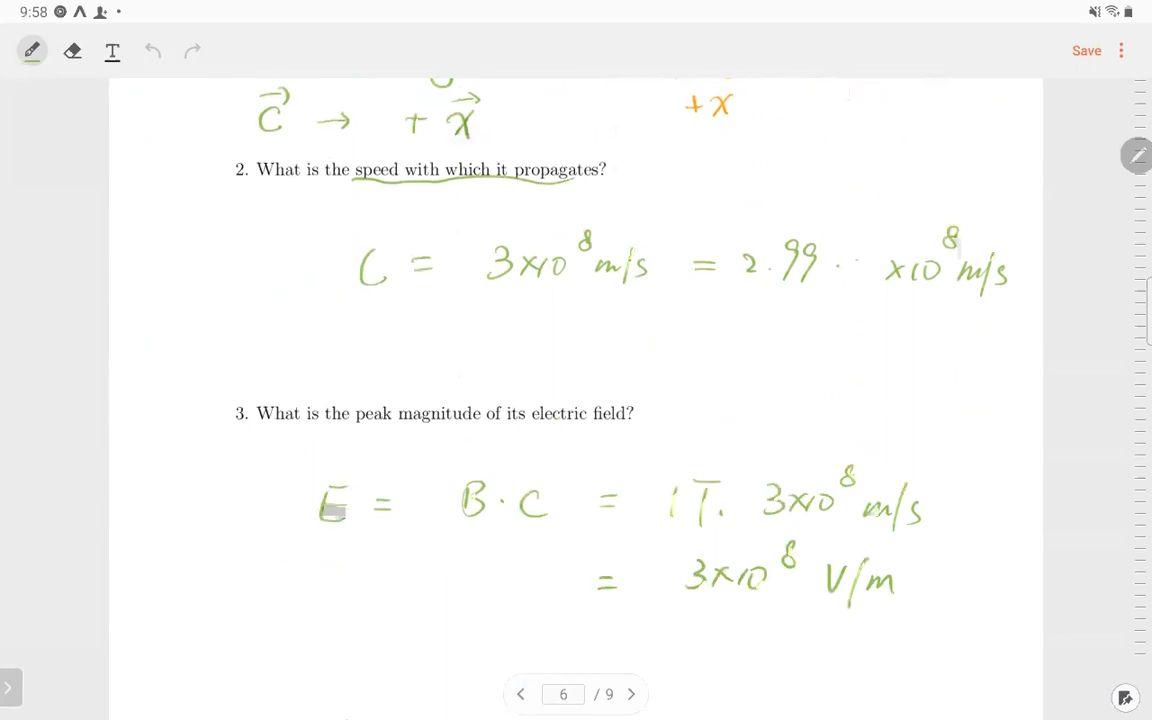 9:58
Save
C → + x
+x
2. What is the speed with which it propagates?
C = 3×10⁸ m/s = 2.99.. ×10⁸ m/s
3. What is the peak magnitude of its electric field?
E = B·C = 1T. 3×10⁸ m/s
= 3×10⁸ V/m
6 / 9